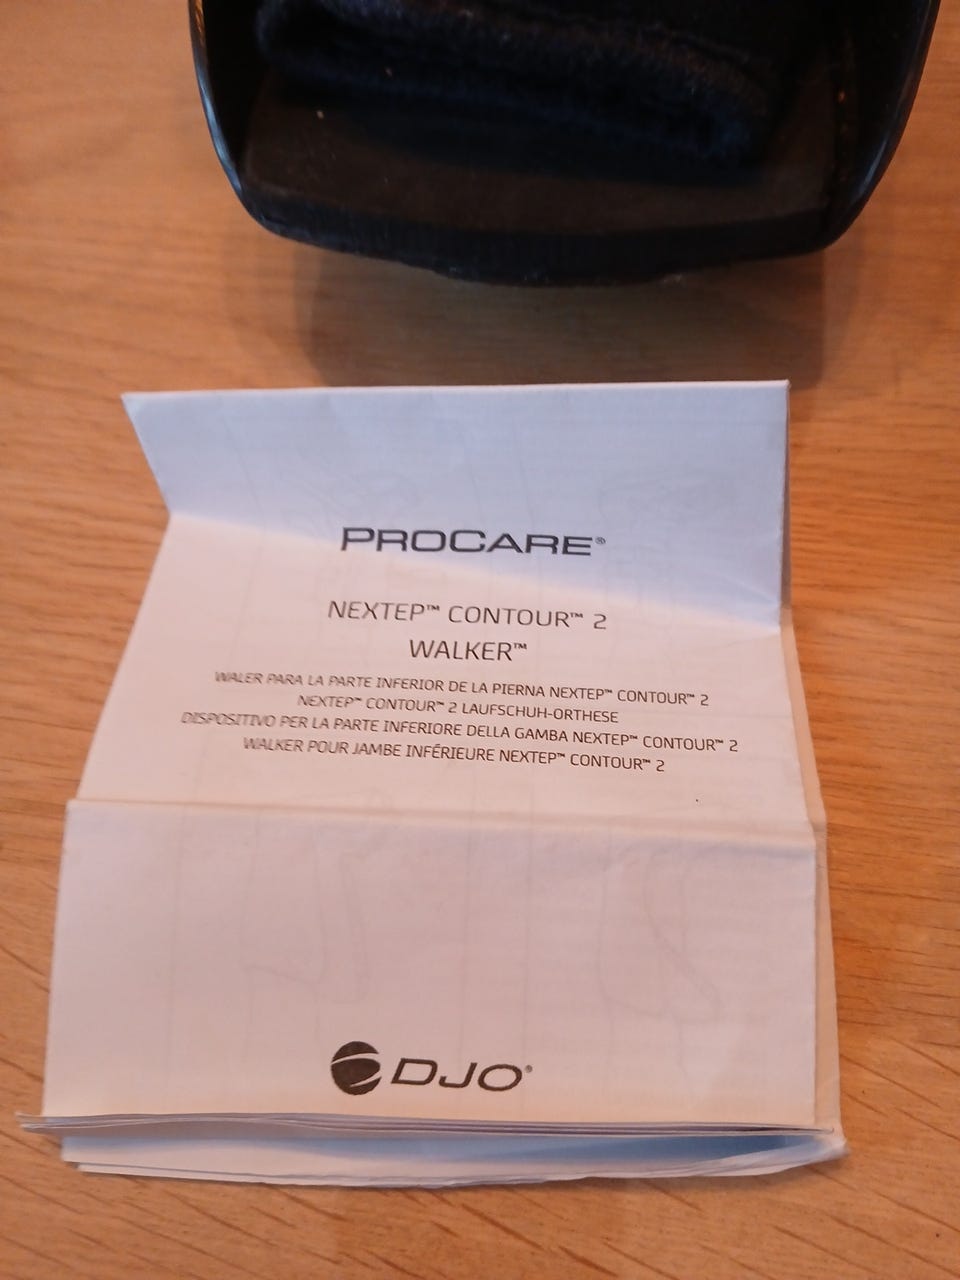 PROCARE®
NEXTEP™ CONTOUR™ 2
WALKER™
WALER PARA LA PARTE INFERIOR DE LA PIERNA NEXTEP™ CONTOUR™ 2
NEXTEP™ CONTOUR™ 2 LAUFSCHUH-ORTHESE
DISPOSITIVO PER LA PARTE INFERIORE DELLA GAMBA NEXTEP™ CONTOUR™ 2
WALKER POUR JAMBE INFÉRIEURE NEXTEP™ CONTOUR™ 2
DJO®